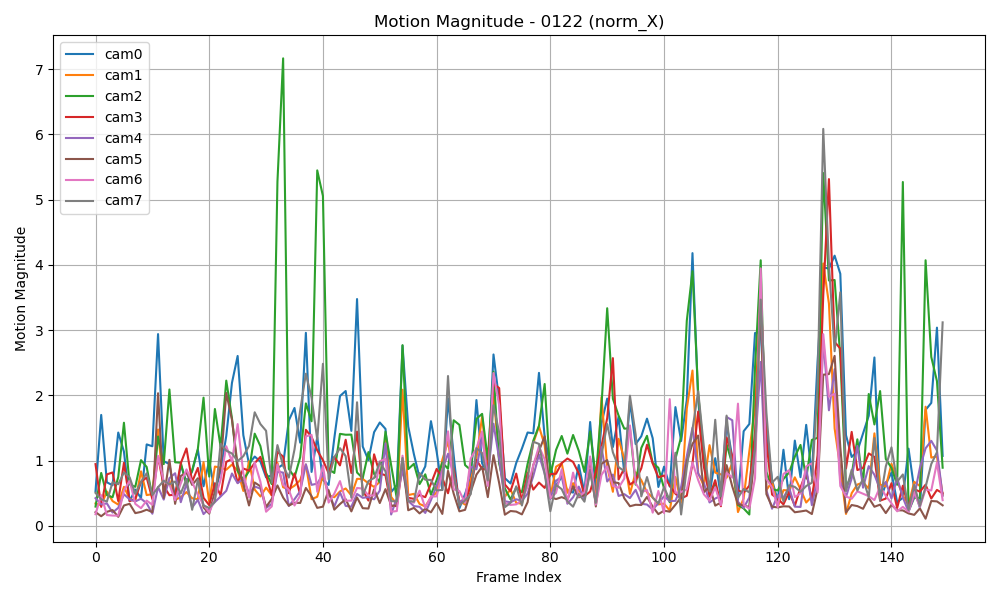 Motion Magnitude - 0122 (norm_X)
cam0
cam1
cam2
cam3
cam4
cam5
cam6
cam7
7
6
5
4
3
2
1
0
Motion Magnitude
0 20 40 60 80 100 120 140
Frame Index